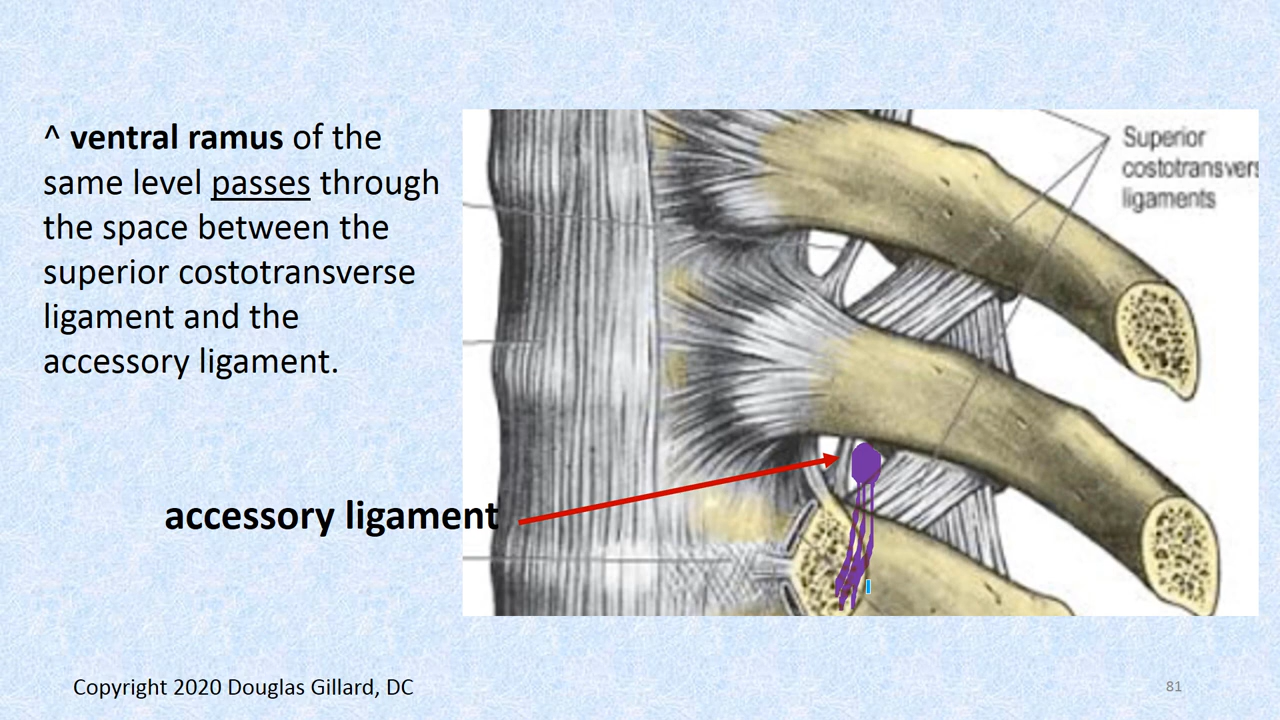 ^ ventral ramus of the
same level passes through
the space between the
superior costotransverse
ligament and the
accessory ligament.
Superior
costotransvers
ligaments
accessory ligament
Copyright 2020 Douglas Gillard, DC
81